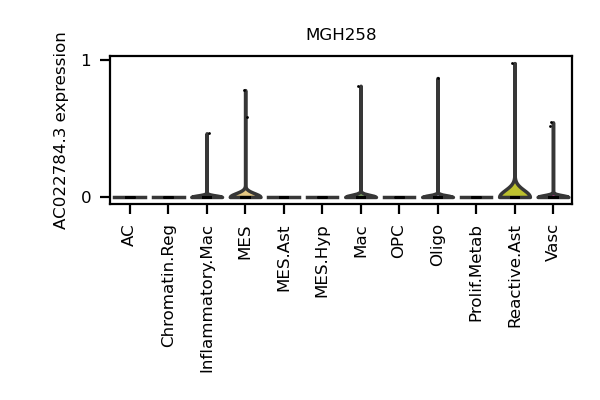 MGH258
AC022784.3 expression
1
0
AC
Chromatin.Reg
Inflammatory.Mac
MES
MES.Ast
MES.Hyp
Mac
OPC
Oligo
Prolif.Metab
Reactive.Ast
Vasc